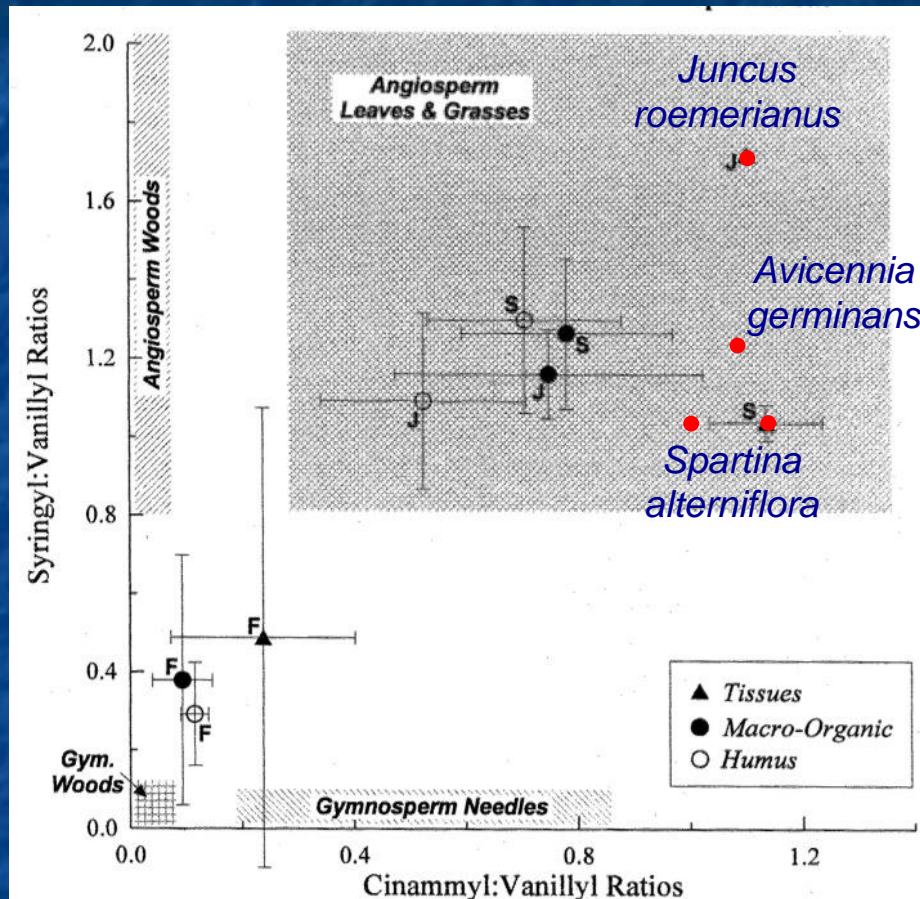 2.0
1.6
1.2
0.8
0.4
0.0
Syringyl:Vanillyl Ratios
Angiosperm Woods
Angiosperm
Leaves & Grasses
Juncus
roemerianus
J
Avicennia
germinans
S
S
J
J
S
Spartina
alterniflora
F
F
F
Gym.
Woods
Gymnosperm Needles
Tissues
Macro-Organic
Humus
0.0
0.4
0.8
1.2
Cinammyl:Vanillyl Ratios